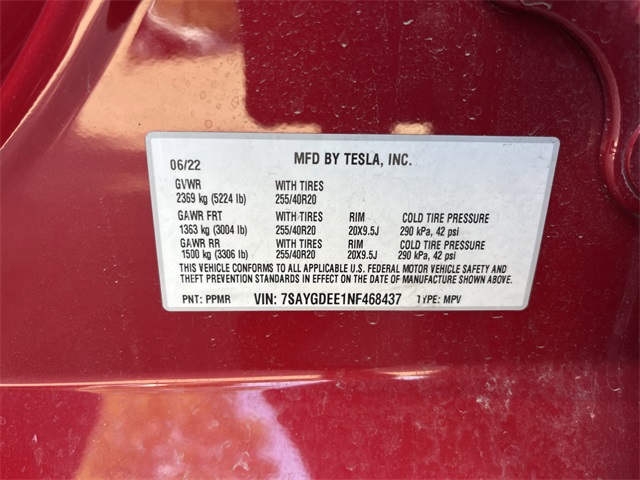 06/22 MFD BY TESLA, INC.
GVWR WITH TIRES
2369 kg (5224 lb) 255/40R20
GAWR FRT WITH TIRES RIM COLD TIRE PRESSURE
1363 kg (3004 lb) 255/40R20 20X9.5J 290 kPa, 42 psi
GAWR RR WITH TIRES RIM COLD TIRE PRESSURE
1500 kg (3306 lb) 255/40R20 20X9.5J 290 kPa, 42 psi
THIS VEHICLE CONFORMS TO ALL APPLICABLE U.S. FEDERAL MOTOR VEHICLE SAFETY AND
THEFT PREVENTION STANDARDS IN EFFECT ON THE DATE OF MANUFACTURE SHOWN ABOVE.
PNT: PPMR VIN: 7SAYGDEE1NF468437 TYPE: MPV